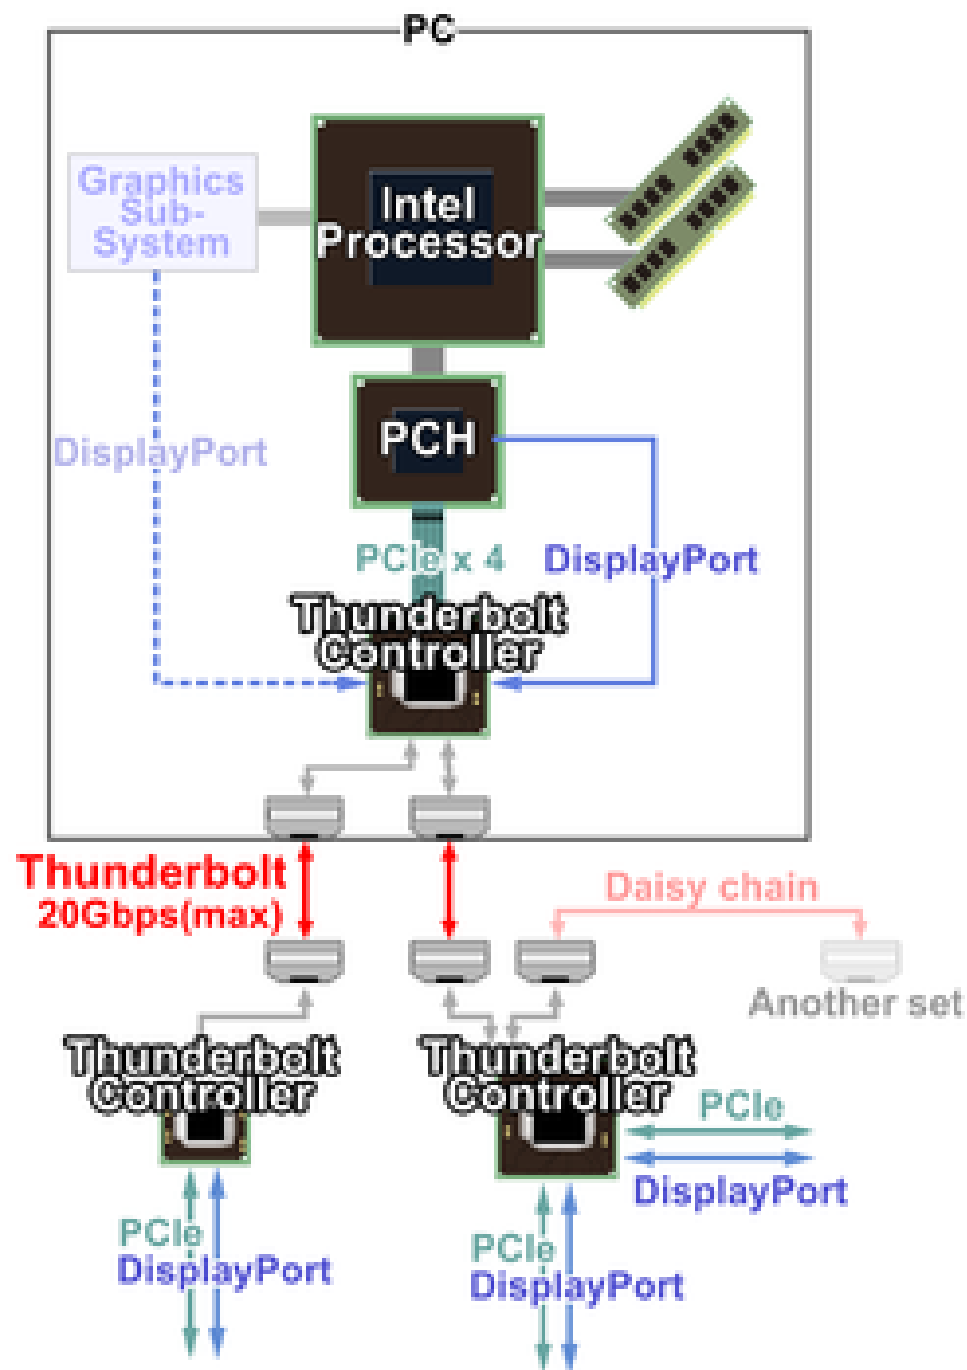 PC
Graphics
Sub-
System
Intel
Processor
DisplayPort
PCH
PCIe x 4
DisplayPort
Thunderbolt
Controller
Thunderbolt
20Gbps(max)
Daisy chain
Another set
Thunderbolt
Controller
Thunderbolt
Controller
PCIe
DisplayPort
PCIe
DisplayPort
PCIe
DisplayPort